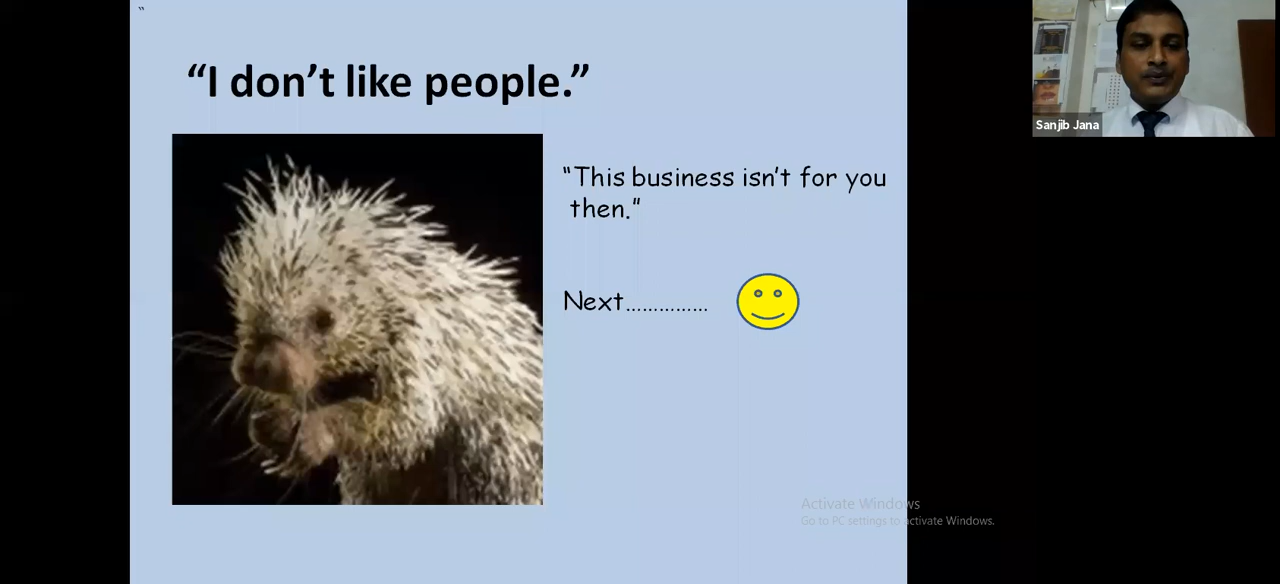 “
“I don’t like people.”
“This business isn’t for you
then.”
Next……………
Sanjib Jana
Activate Windows
Go to PC settings to activate Windows.